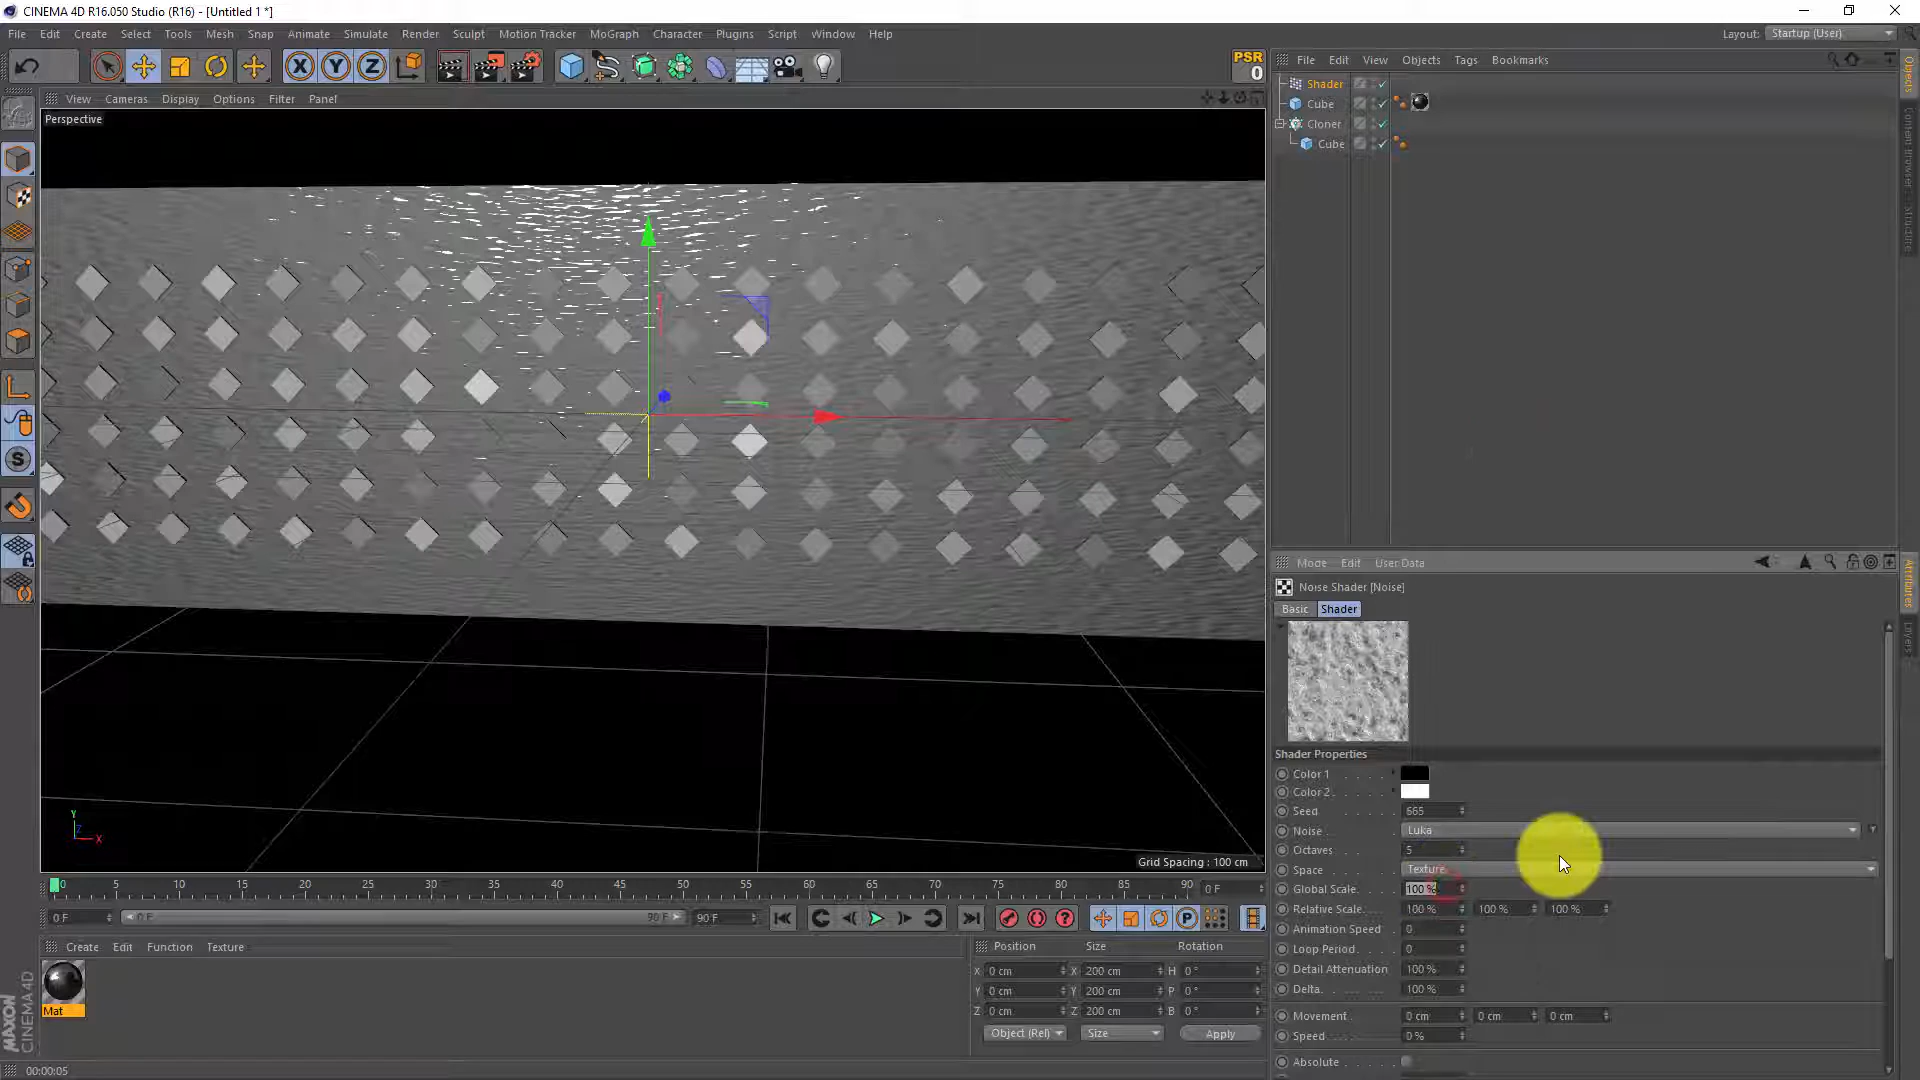 CINEMA 4D R16.050 Studio (R16) - [Untitled 1 *]
File Edit Create Select Tools Mesh Snap Animate Simulate Render Sculpt Motion Tracker MoGraph Character Plugins Script Window Help
Layout: Startup (User)
X Y Z
PSR
0
File Edit View Objects Tags Bookmarks
View Cameras Display Options Filter Panel
Perspective
Shader
Cube
Cloner
Cube
Objects
Content Browser
Structure
Attributes
Layers
Mode Edit User Data
Noise Shader [Noise]
Basic Shader
Shader Properties
Color 1
Color 2
Seed 665
Noise Luka
Octaves 5
Space Texture
Global Scale 100 %
Relative Scale 100 % 100 % 100 %
Animation Speed 0
Loop Period 0
Detail Attenuation 100 %
Delta 100 %
Movement 0 cm 0 cm 0 cm
Speed 0 %
Absolute
Y
Z
X
Grid Spacing : 100 cm
0 5 10 15 20 25 30 35 40 45 50 55 60 65 70 75 80 85 90 0 F
0 F 0 F 90 F 90 F
Create Edit Function Texture
Mat
Position Size Rotation
X 0 cm X 200 cm H 0 °
Y 0 cm Y 200 cm P 0 °
Z 0 cm Z 200 cm B 0 °
Object (Rel) Size Apply
MAXON
CINEMA 4D
00:00:05